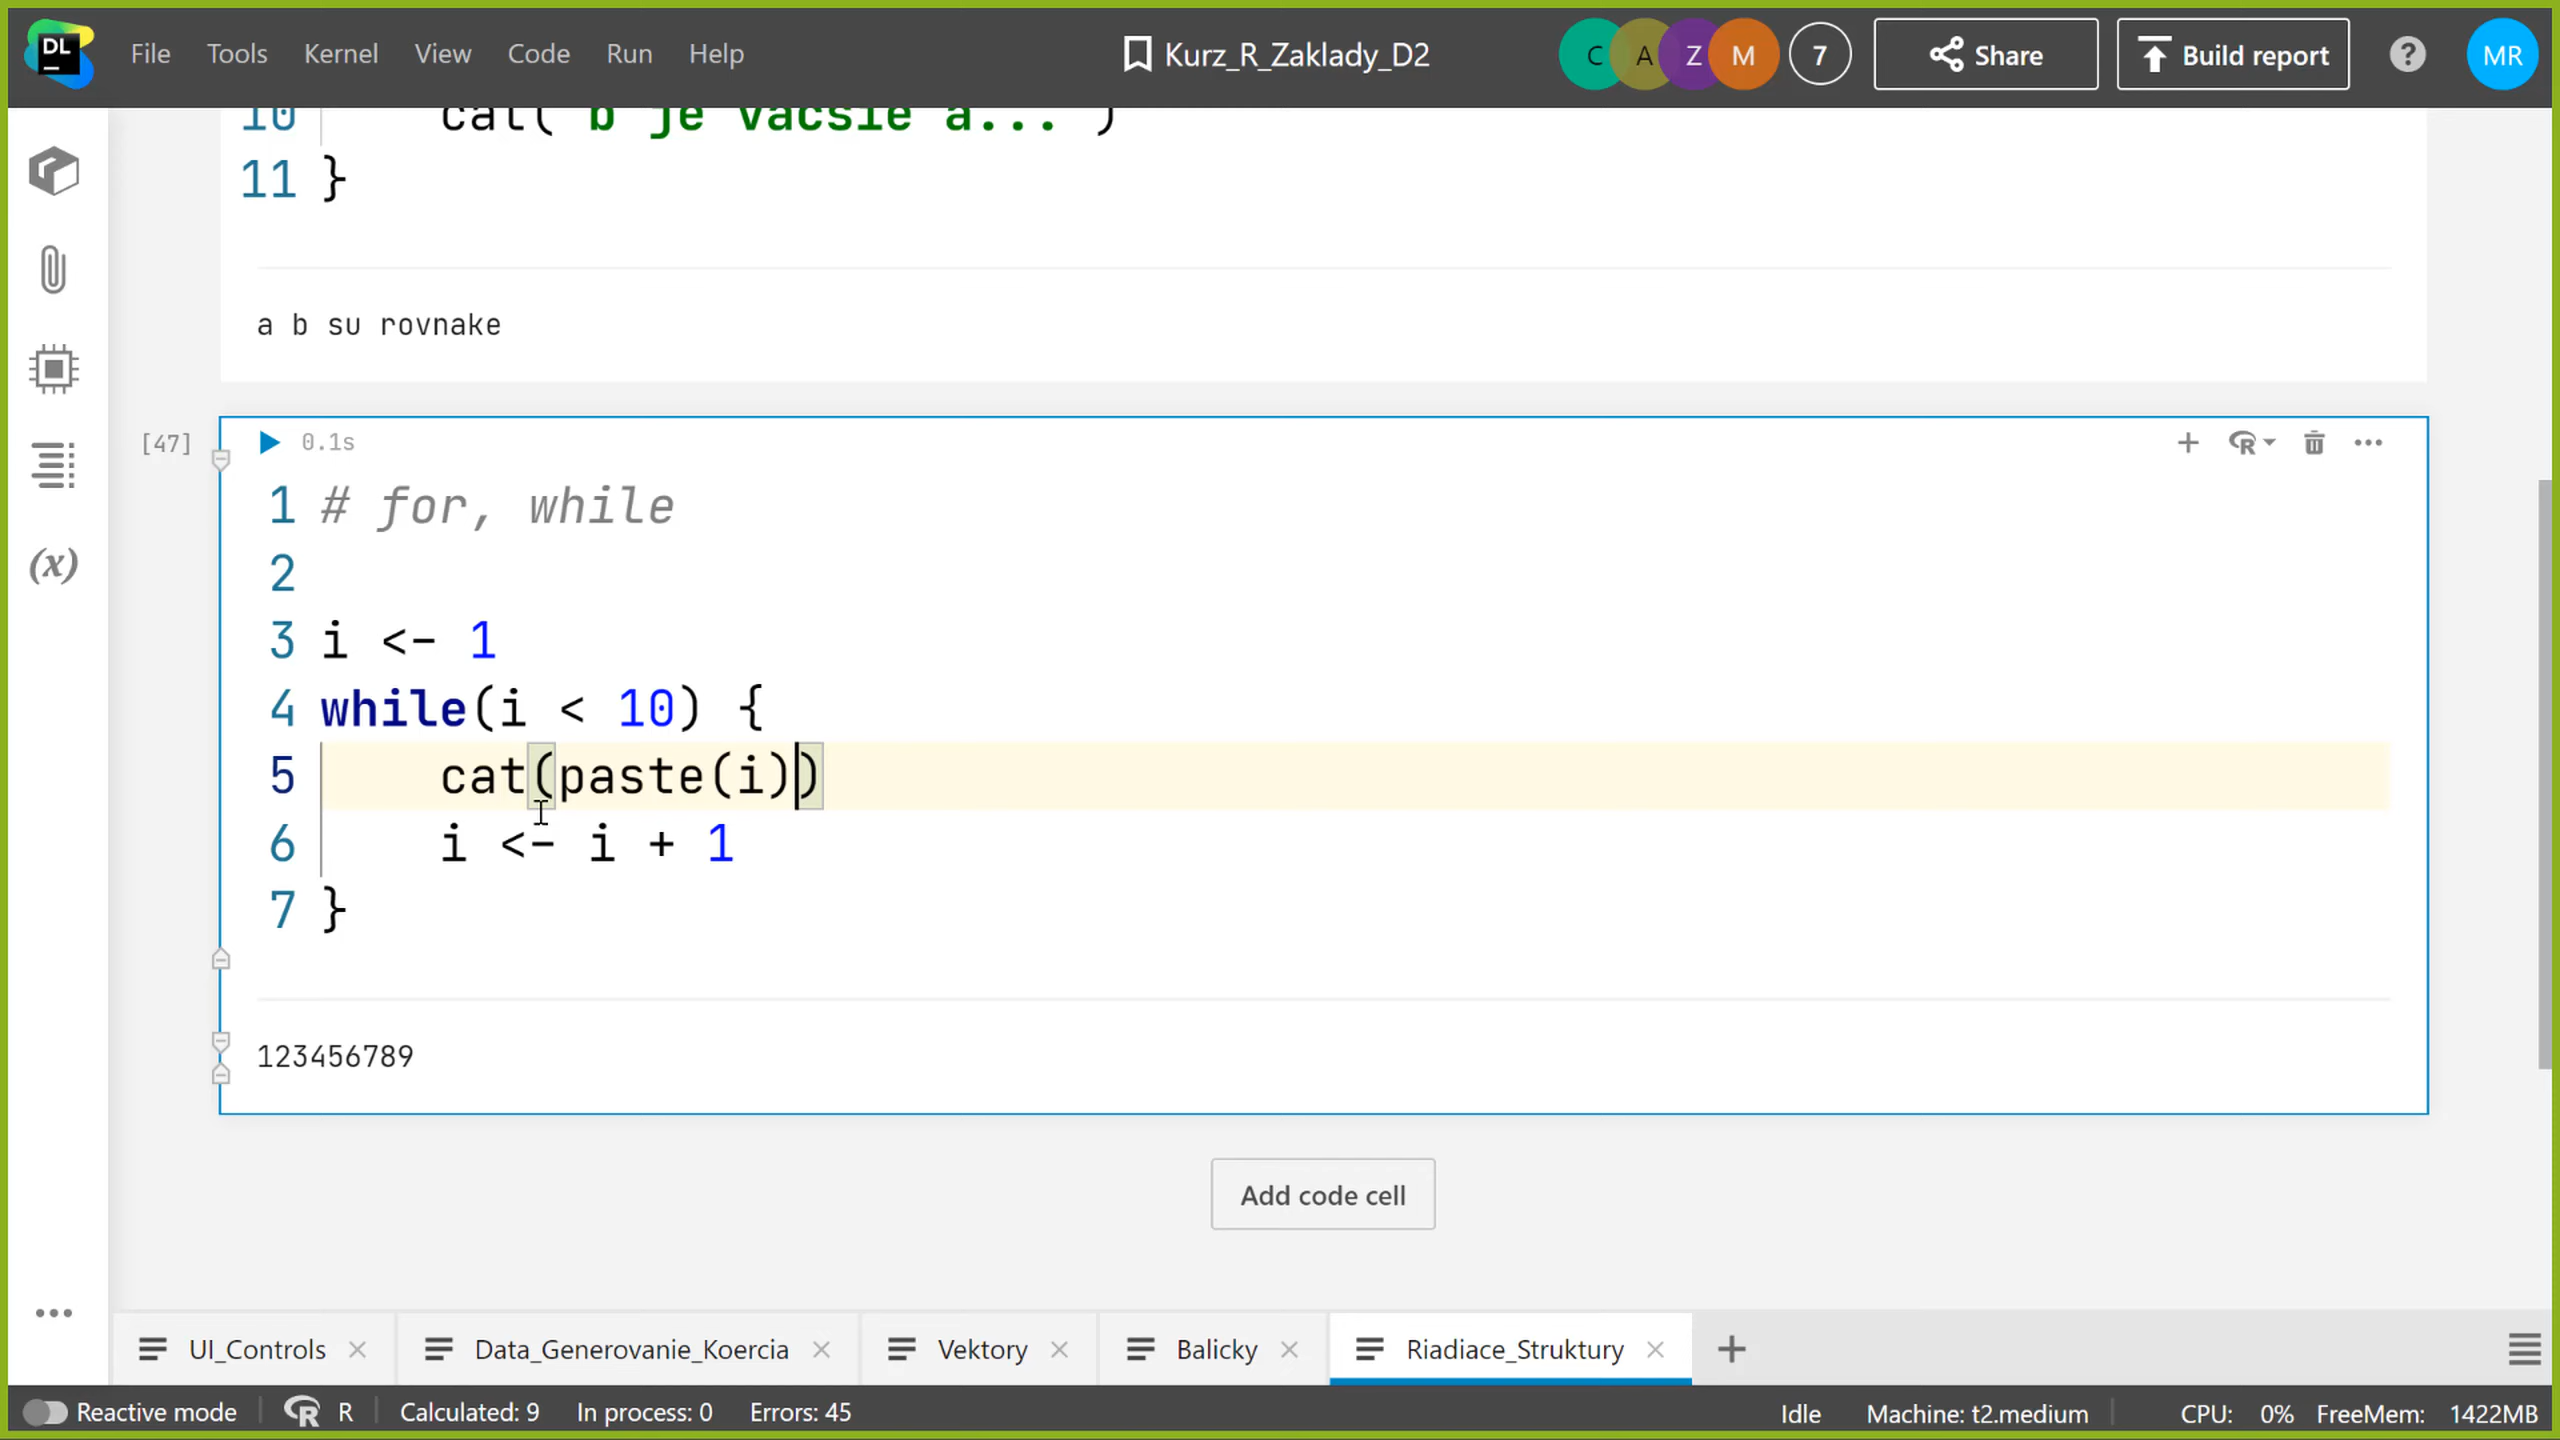 DL
File Tools Kernel View Code Run Help
Kurz_R_Zaklady_D2
C A Z M 7
Share
Build report
?
MR
10 cat("b je vacsie a...")
11 }
a b su rovnake
[47] 0.1s
1 # for, while
2
3 i <- 1
4 while(i < 10) {
5 cat(paste(i))
6 i <- i + 1
7 }
(x)
123456789
Add code cell
UI_Controls Data_Generovanie_Koercia Vektory Balicky Riadiace_Struktury
Reactive mode R Calculated: 9 In process: 0 Errors: 45 Idle Machine: t2.medium CPU: 0% FreeMem: 1422MB